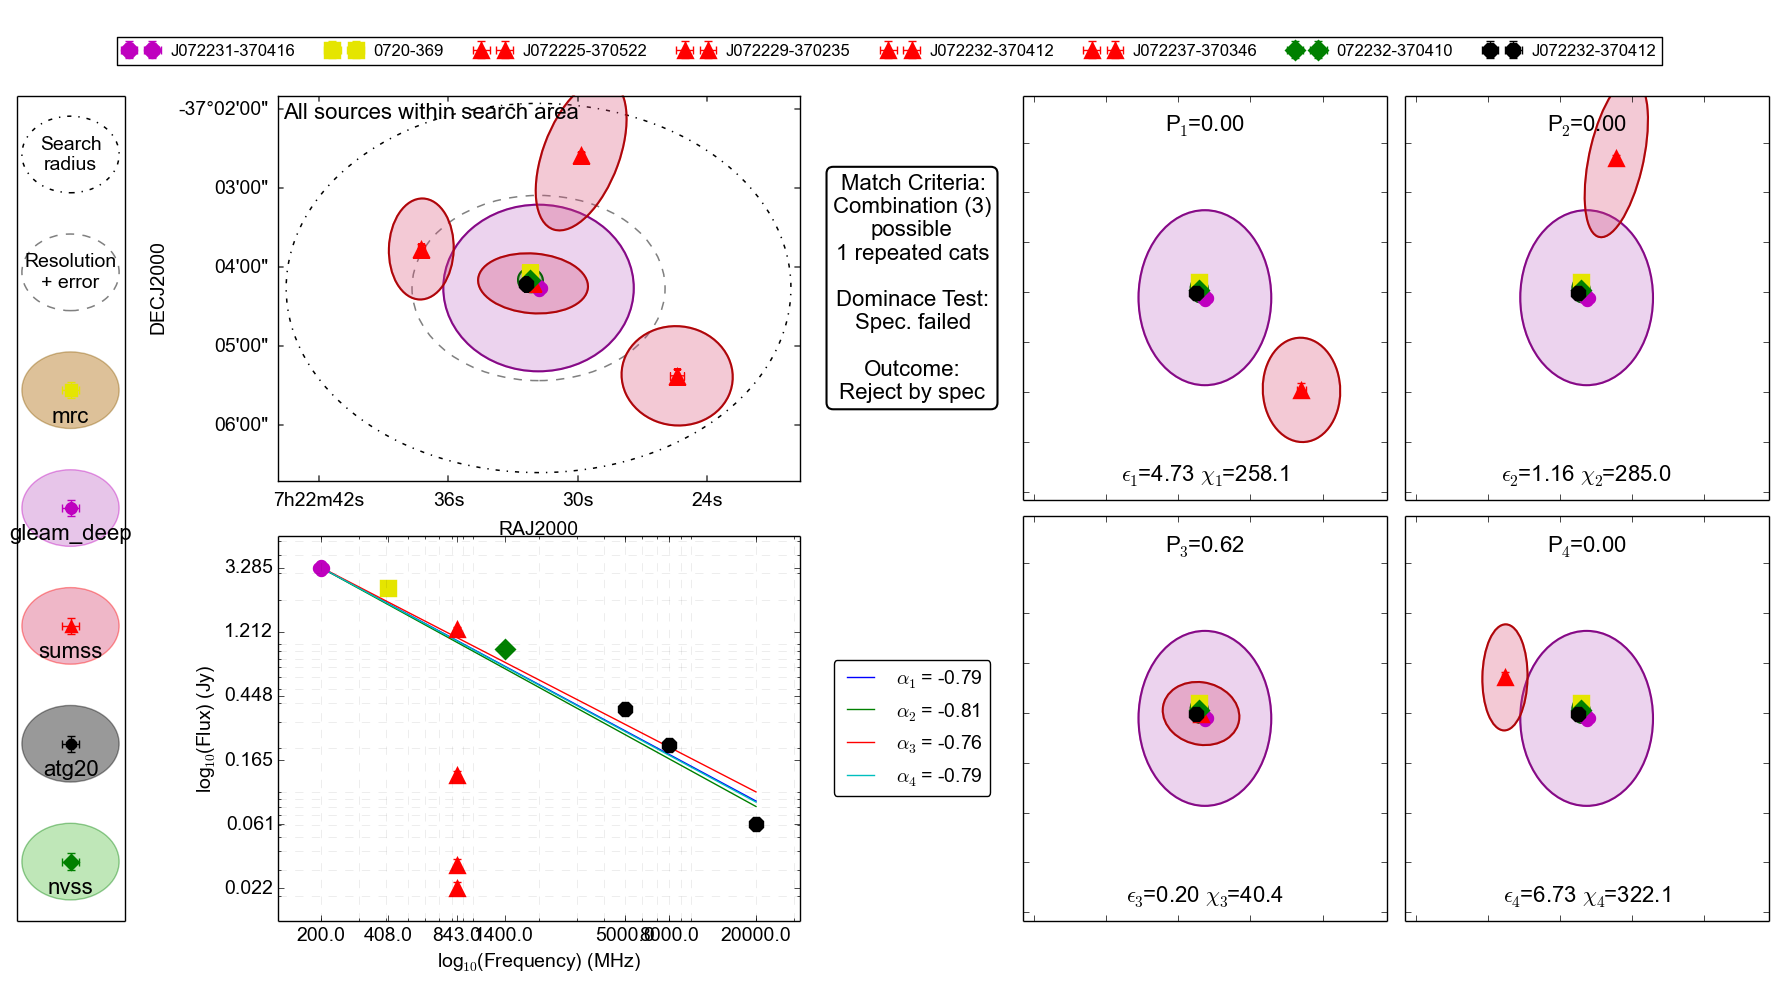 J072231-370416 0720-369 J072225-370522 J072229-370235 J072232-370412 J072237-370346 072232-370410 J072232-370412
Search
radius
Resolution
+ error
mrc
gleam_deep
sumss
atg20
nvss
All sources within search area
DECJ2000
-37°02'00"
03'00"
04'00"
05'00"
06'00"
7h22m42s 36s 30s 24s
RAJ2000
Match Criteria:
Combination (3)
possible
1 repeated cats
Dominace Test:
Spec. failed
Outcome:
Reject by spec
P₁=0.00
ϵ₁=4.73 χ₁=258.1
P₂=0.00
ϵ₂=1.16 χ₂=285.0
log₁₀(Flux) (Jy)
3.285
1.212
0.448
0.165
0.061
0.022
200.0 408.0 843.0 1400.0 5000.0 8000.0 20000.0
log₁₀(Frequency) (MHz)
α₁ = -0.79
α₂ = -0.81
α₃ = -0.76
α₄ = -0.79
P₃=0.62
ϵ₃=0.20 χ₃=40.4
P₄=0.00
ϵ₄=6.73 χ₄=322.1